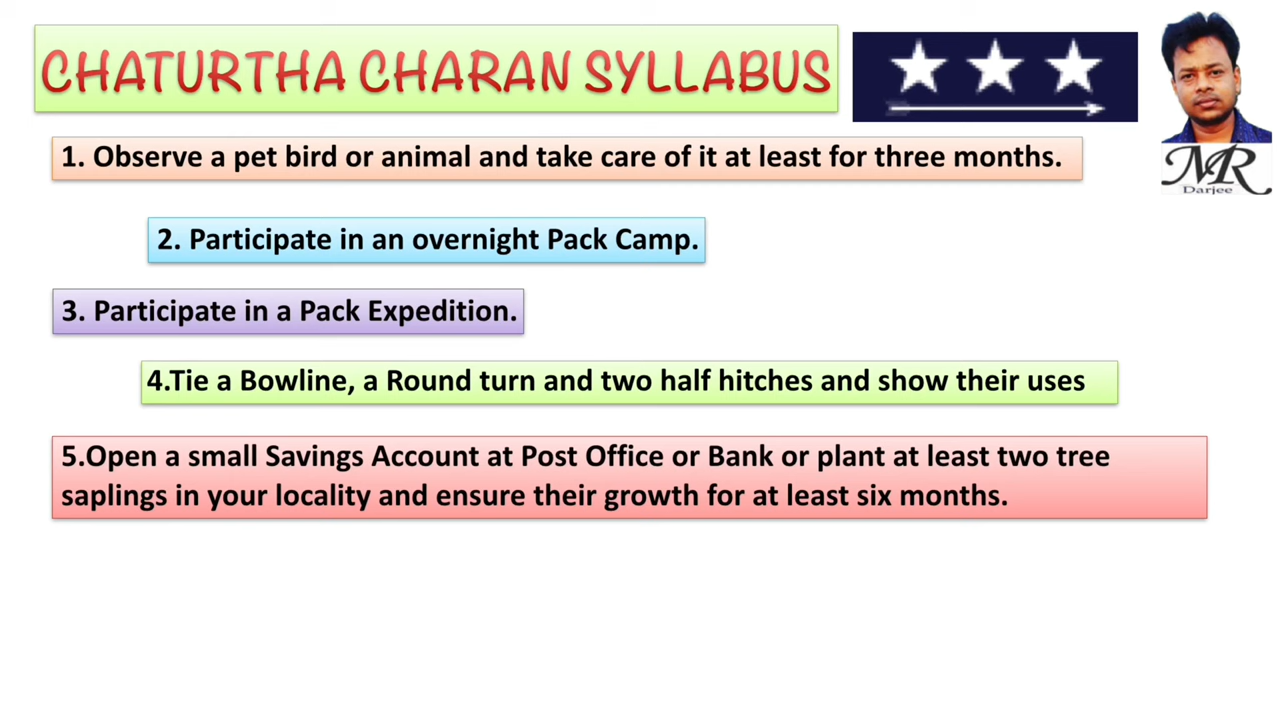 CHATURTHA CHARAN SYLLABUS
MR
Darjee
1. Observe a pet bird or animal and take care of it at least for three months.
2. Participate in an overnight Pack Camp.
3. Participate in a Pack Expedition.
4.Tie a Bowline, a Round turn and two half hitches and show their uses
5.Open a small Savings Account at Post Office or Bank or plant at least two tree
saplings in your locality and ensure their growth for at least six months.